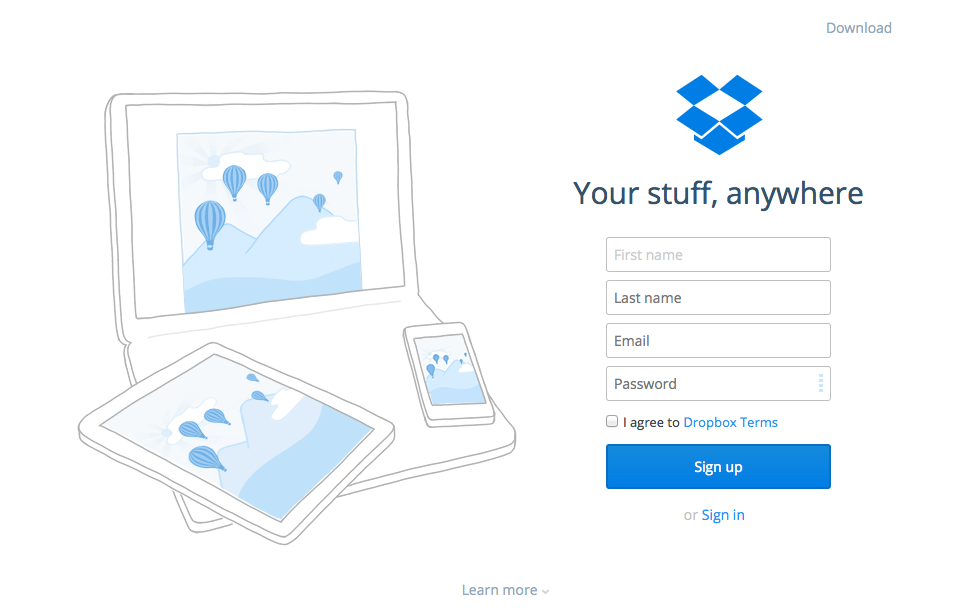 Download
Your stuff, anywhere
First name
Last name
Email
Password
I agree to Dropbox Terms
Sign up
or Sign in
Learn more